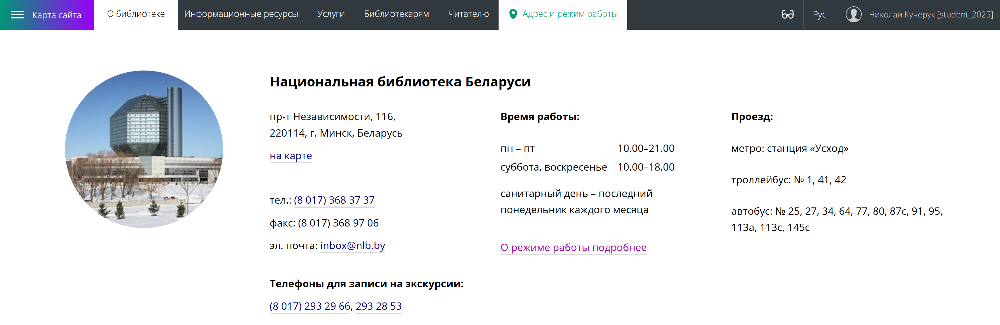 Карта сайта
О библиотеке
Информационные ресурсы
Услуги
Библиотекарям
Читателю
Адрес и режим работы
Рус
Николай Кучерук [student_2025]
Национальная библиотека Беларуси
пр-т Независимости, 116,
220114, г. Минск, Беларусь
на карте
тел.: (8 017) 368 37 37
факс: (8 017) 368 97 06
эл. почта: inbox@nlb.by
Телефоны для записи на экскурсии:
(8 017) 293 29 66, 293 28 53
Время работы:
пн – пт 10.00–21.00
суббота, воскресенье 10.00–18.00
санитарный день – последний
понедельник каждого месяца
О режиме работы подробнее
Проезд:
метро: станция «Усход»
троллейбус: № 1, 41, 42
автобус: № 25, 27, 34, 64, 77, 80, 87с, 91, 95,
113а, 113с, 145с